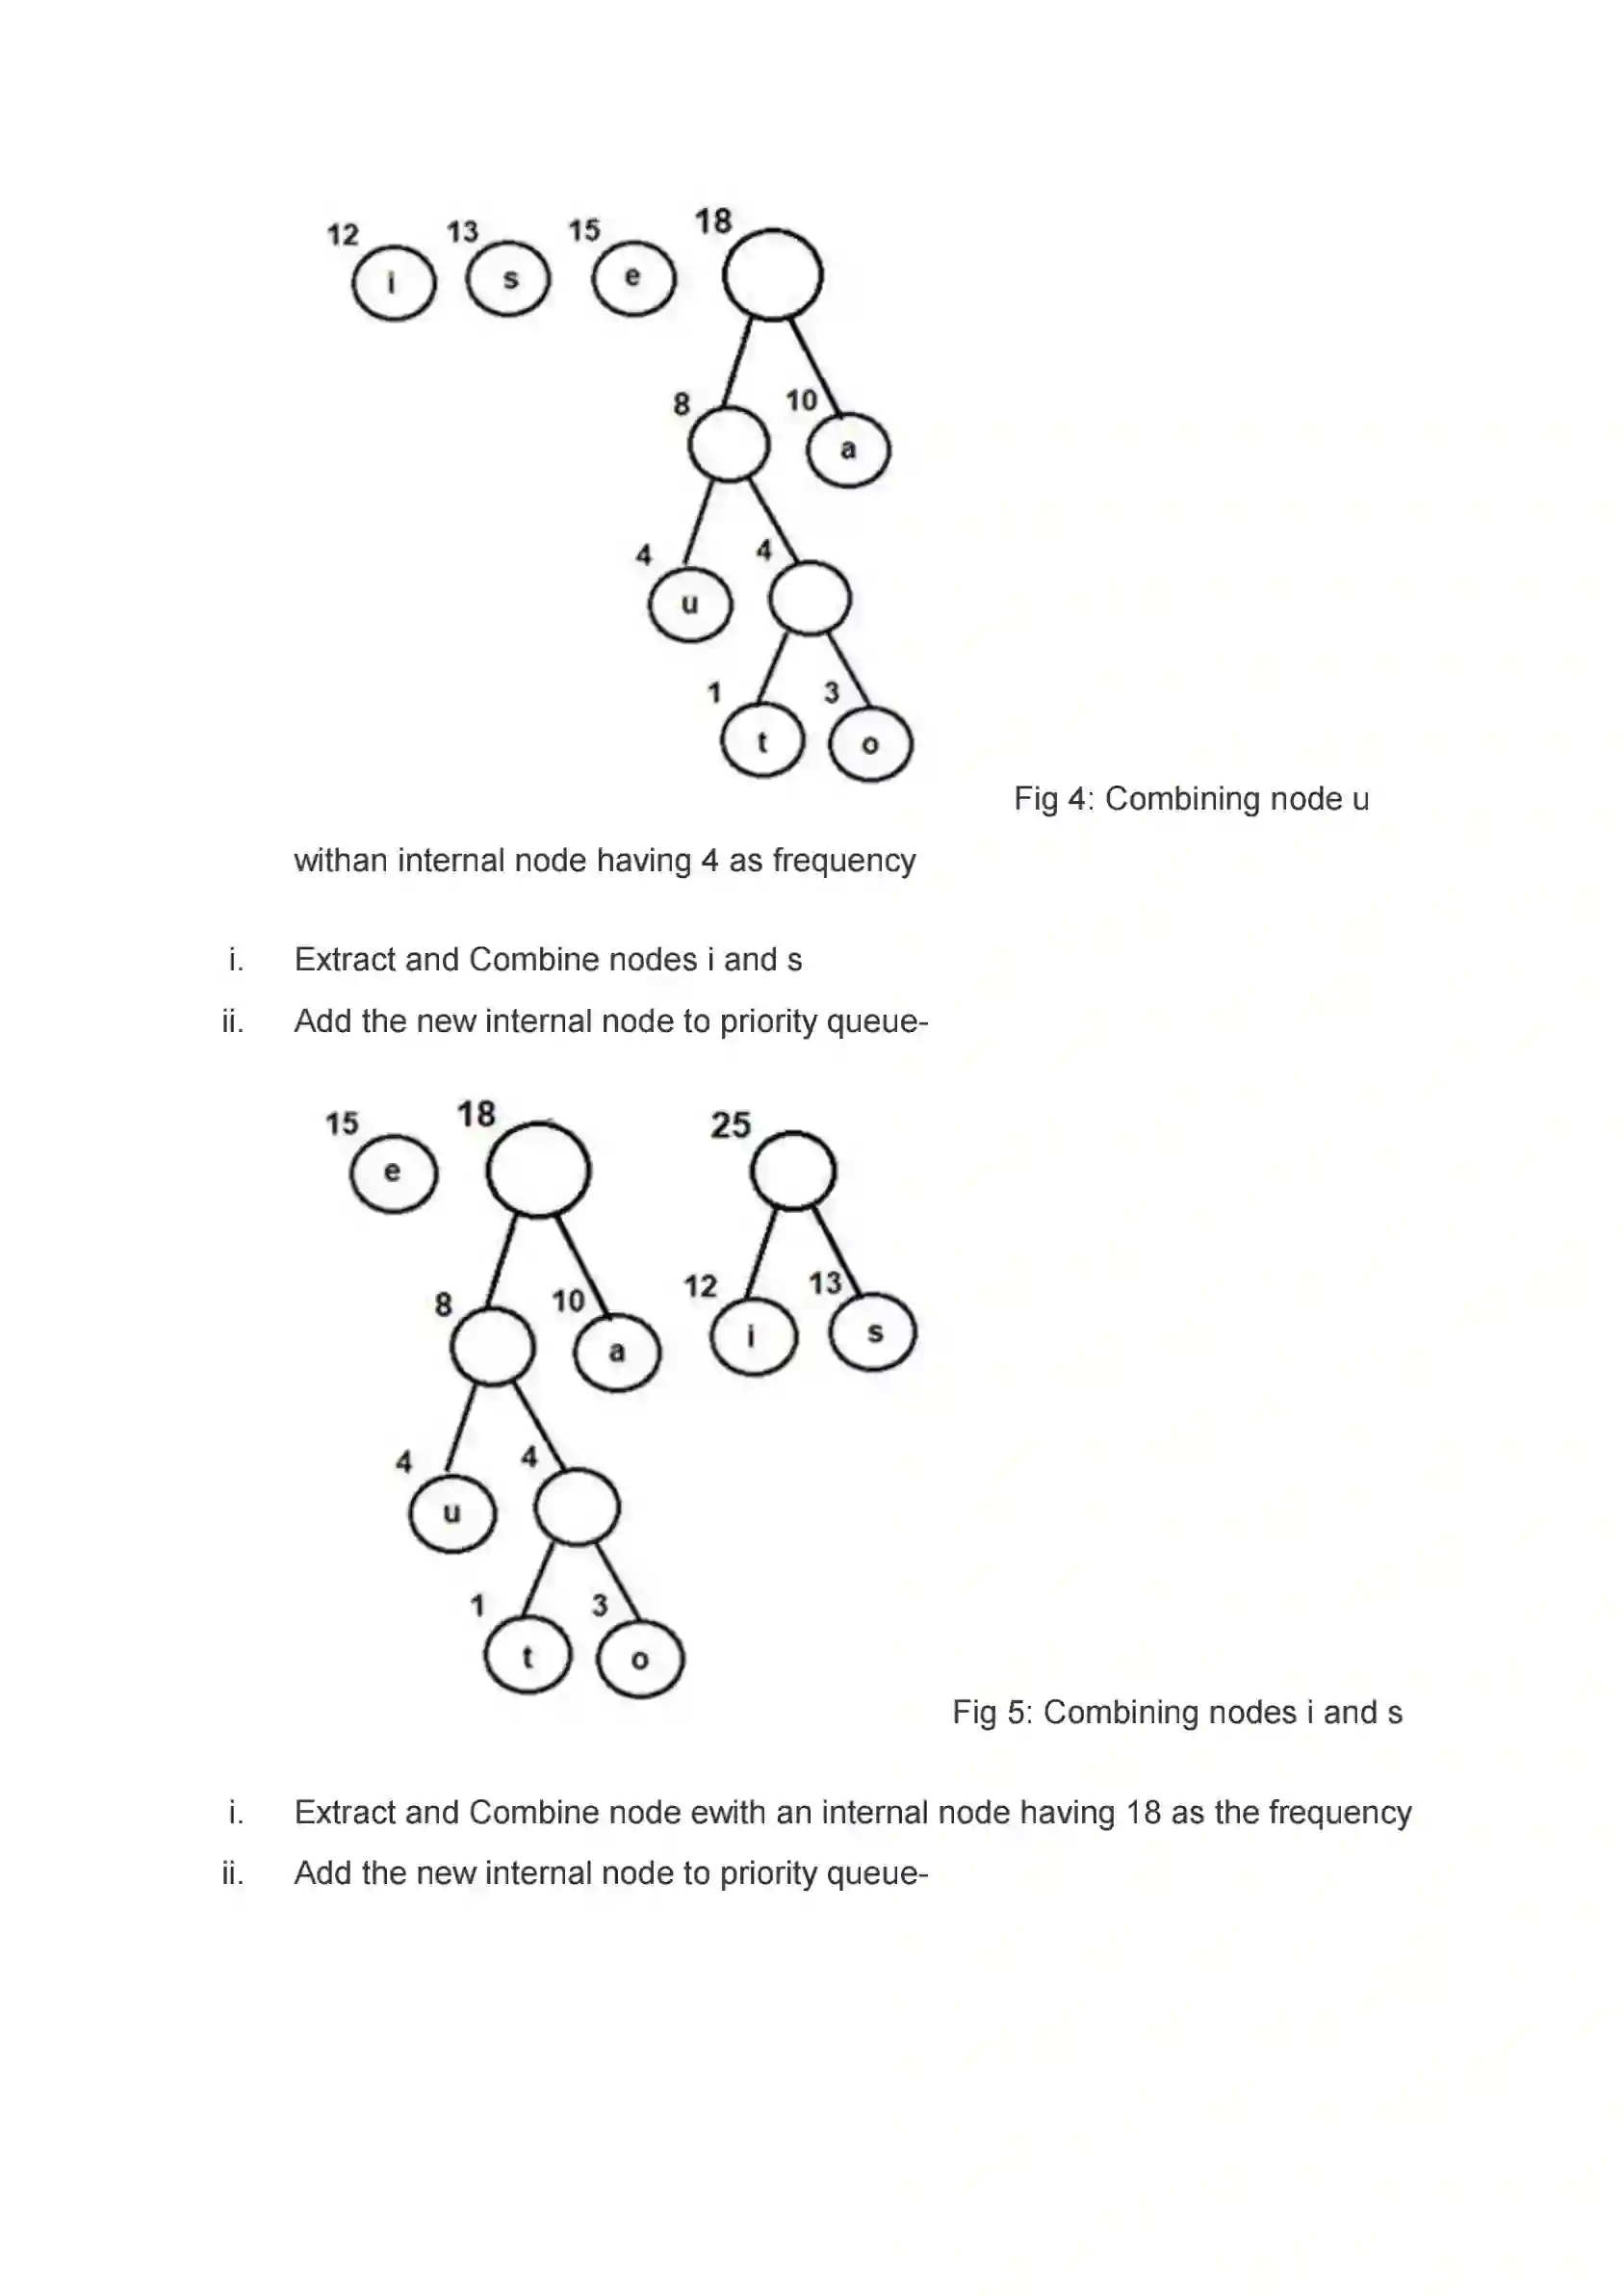 12 13 15 18
i s e
8 10
a
4 4
u
1 3
t o
Fig 4: Combining node u
withan internal node having 4 as frequency
i. Extract and Combine nodes i and s
ii. Add the new internal node to priority queue-
15 18 25
e
8 10 12 13
a i s
4 4
u
1 3
t o
Fig 5: Combining nodes i and s
i. Extract and Combine node ewith an internal node having 18 as the frequency
ii. Add the new internal node to priority queue-